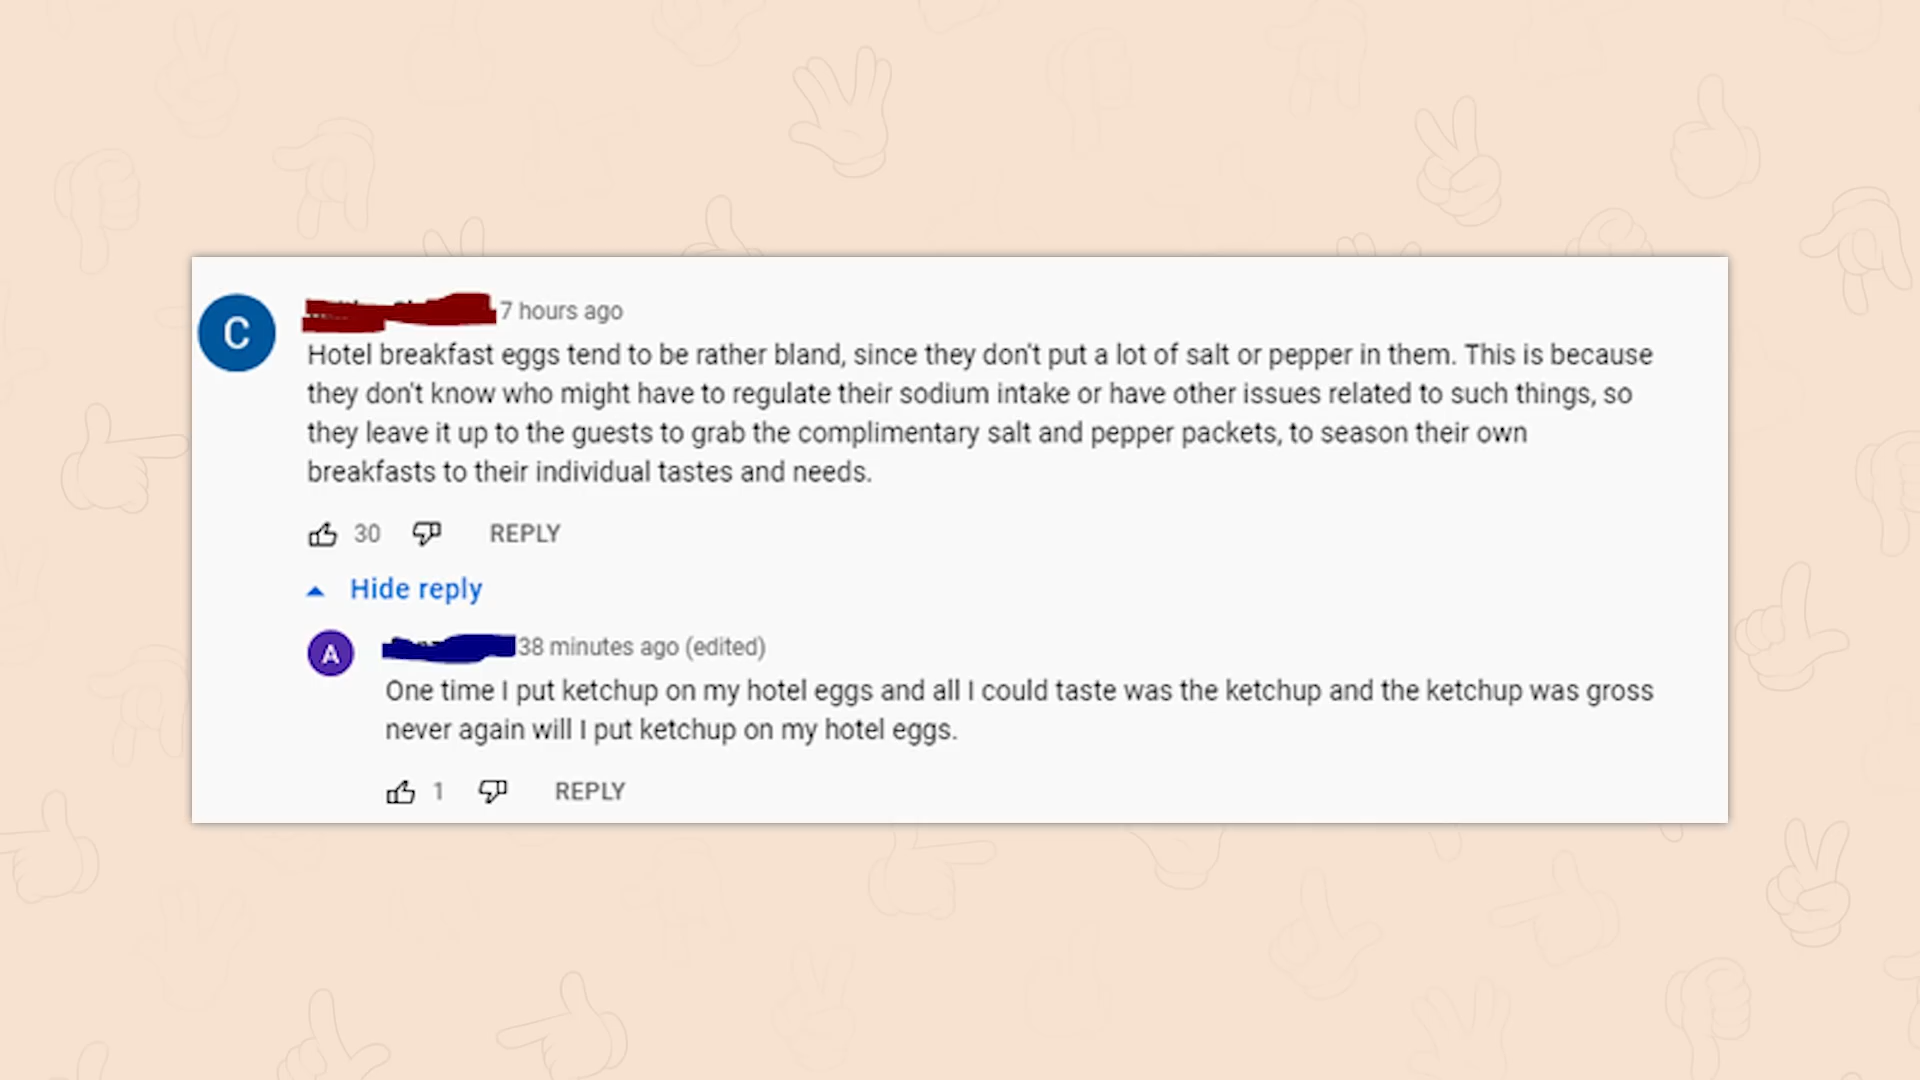 C
7 hours ago
Hotel breakfast eggs tend to be rather bland, since they don't put a lot of salt or pepper in them. This is because
they don't know who might have to regulate their sodium intake or have other issues related to such things, so
they leave it up to the guests to grab the complimentary salt and pepper packets, to season their own
breakfasts to their individual tastes and needs.
30 REPLY
Hide reply
A
38 minutes ago (edited)
One time I put ketchup on my hotel eggs and all I could taste was the ketchup and the ketchup was gross
never again will I put ketchup on my hotel eggs.
1 REPLY